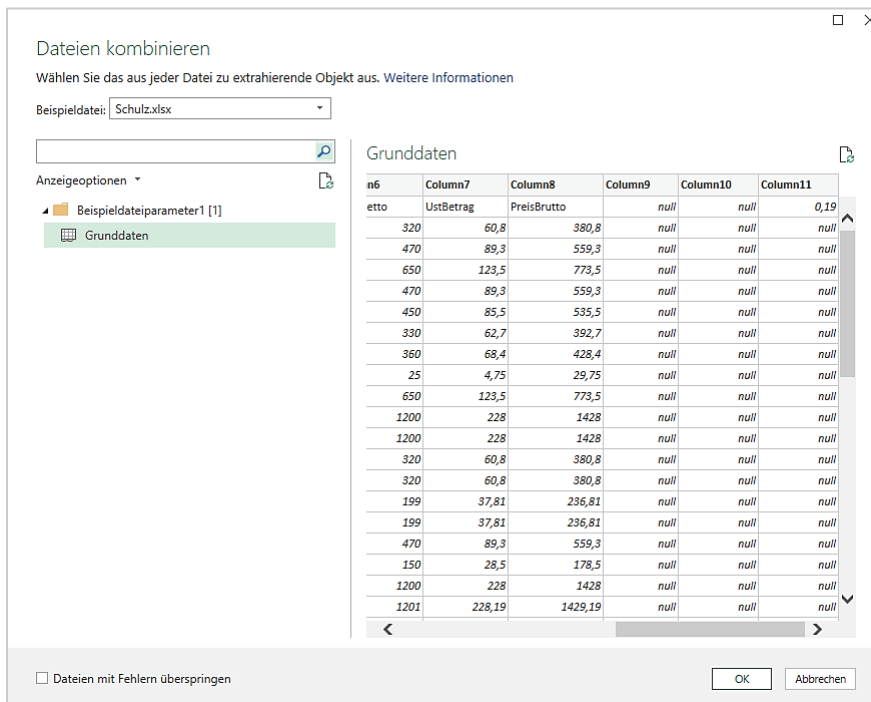 Dateien kombinieren
Wählen Sie das aus jeder Datei zu extrahierende Objekt aus. Weitere Informationen
Beispieldatei: Schulz.xlsx
Anzeigeoptionen
Beispieldateiparameter1 [1]
Grunddaten
Grunddaten
n6 Column7 Column8 Column9 Column10 Column11
etto UstBetrag PreisBrutto null null 0,19
320 60,8 380,8 null null null
470 89,3 559,3 null null null
650 123,5 773,5 null null null
470 89,3 559,3 null null null
450 85,5 535,5 null null null
330 62,7 392,7 null null null
360 68,4 428,4 null null null
25 4,75 29,75 null null null
650 123,5 773,5 null null null
1200 228 1428 null null null
1200 228 1428 null null null
320 60,8 380,8 null null null
320 60,8 380,8 null null null
199 37,81 236,81 null null null
199 37,81 236,81 null null null
470 89,3 559,3 null null null
150 28,5 178,5 null null null
1200 228 1428 null null null
1201 228,19 1429,19 null null null
Dateien mit Fehlern überspringen
OK Abbrechen